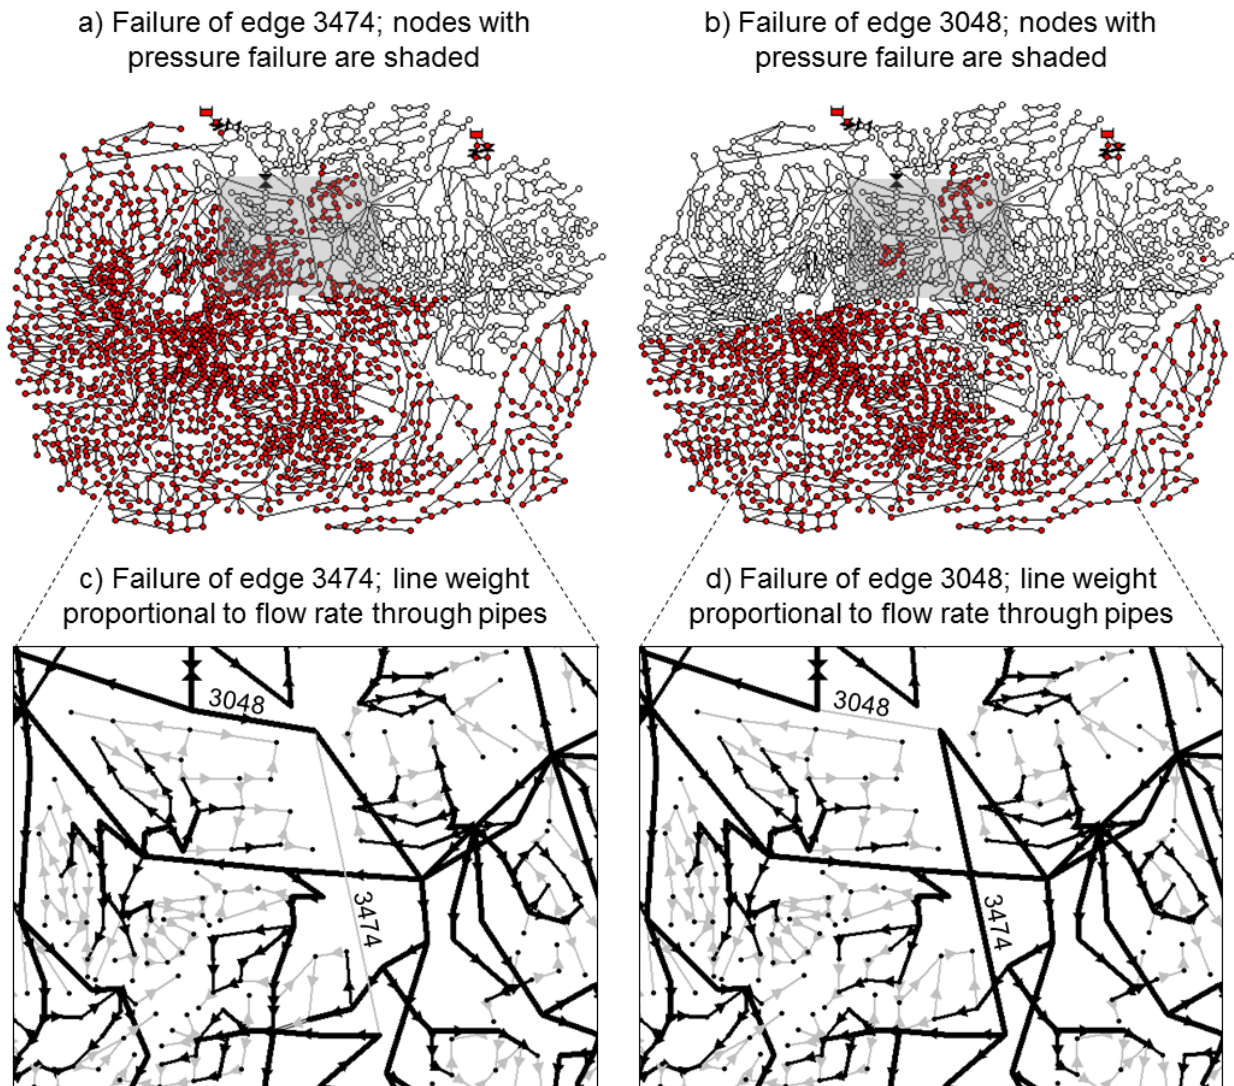 a) Failure of edge 3474; nodes with
pressure failure are shaded
b) Failure of edge 3048; nodes with
pressure failure are shaded
c) Failure of edge 3474; line weight
proportional to flow rate through pipes
d) Failure of edge 3048; line weight
proportional to flow rate through pipes
3048
3474
3048
3474